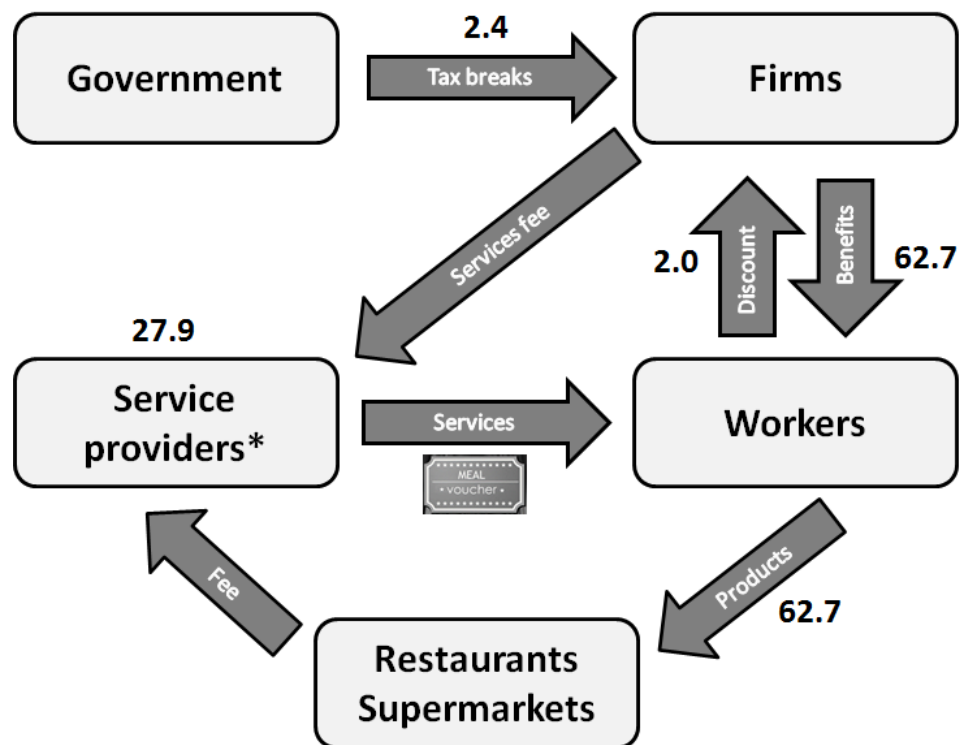 2.4
Government
Tax breaks
Firms
Services fee
2.0
Discount
Benefits
62.7
27.9
Service
providers*
Services
MEAL
• voucher •
Workers
Fee
Products
62.7
Restaurants
Supermarkets